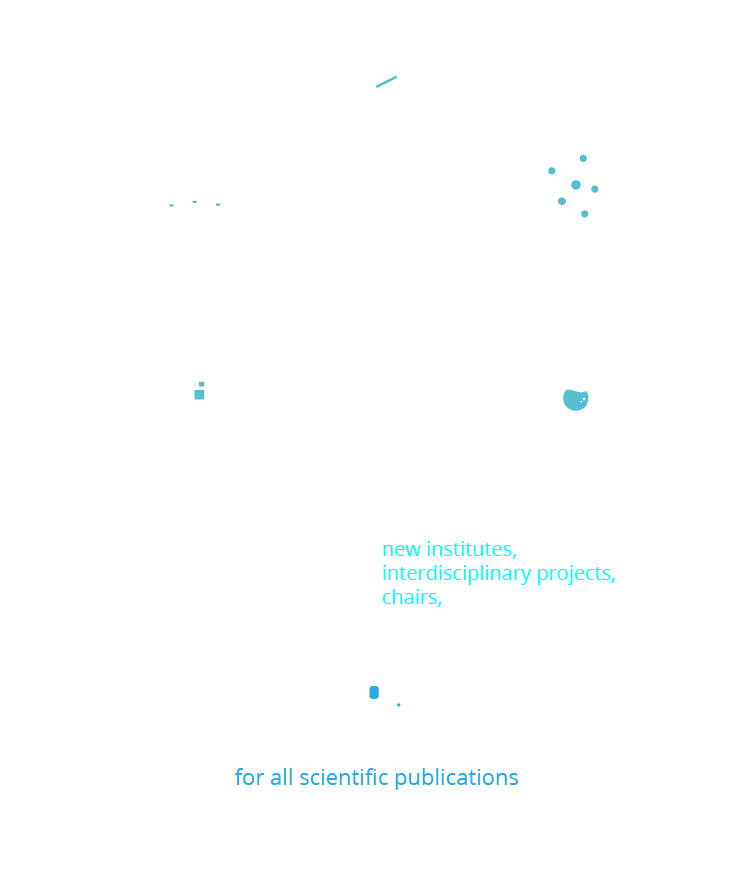 new institutes,
interdisciplinary projects,
chairs,
for all scientific publications